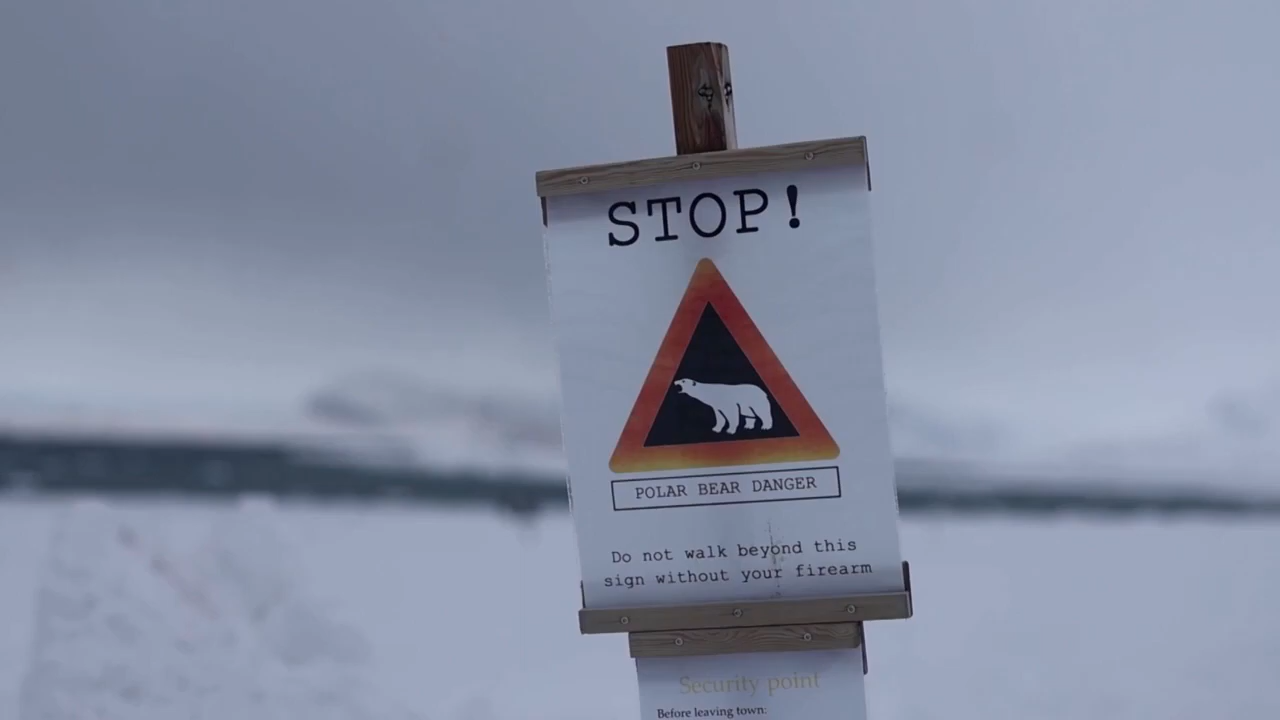 STOP!
POLAR BEAR DANGER
Do not walk beyond this
sign without your firearm
Security point
Before leaving town: